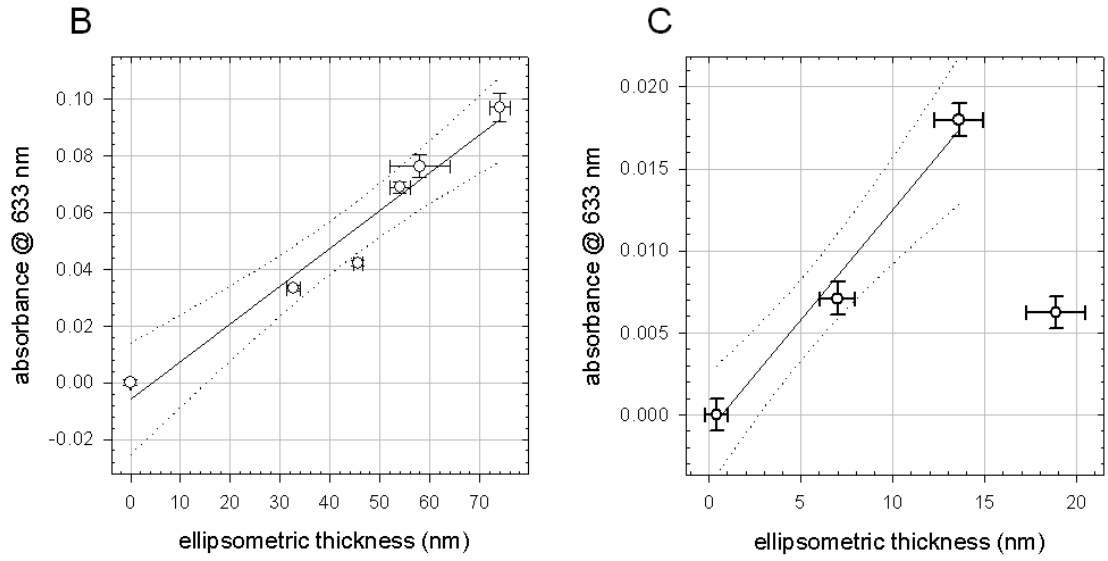 B
absorbance @ 633 nm
0.10
0.08
0.06
0.04
0.02
0.00
-0.02
0 10 20 30 40 50 60 70
ellipsometric thickness (nm)
C
absorbance @ 633 nm
0.020
0.015
0.010
0.005
0.000
0 5 10 15 20
ellipsometric thickness (nm)